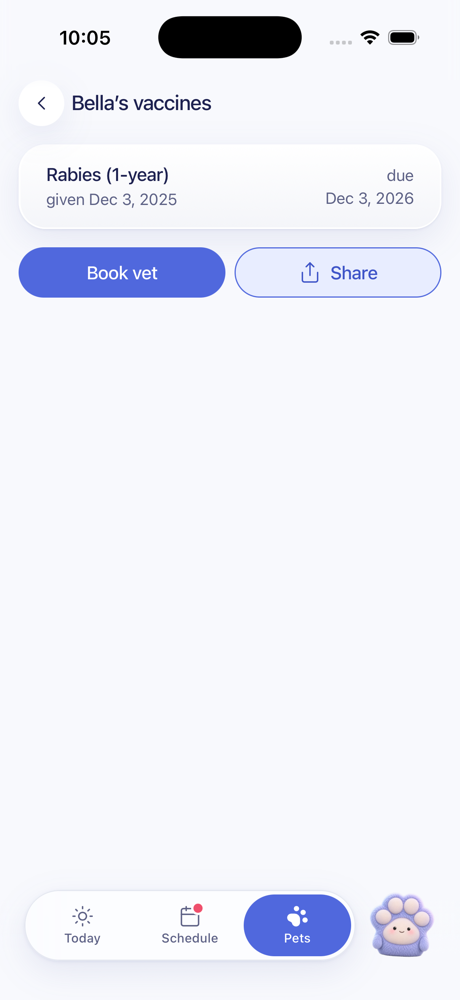 10:05
Bella’s vaccines
Rabies (1-year)
given Dec 3, 2025
due
Dec 3, 2026
Book vet
Share
Today
Schedule
Pets